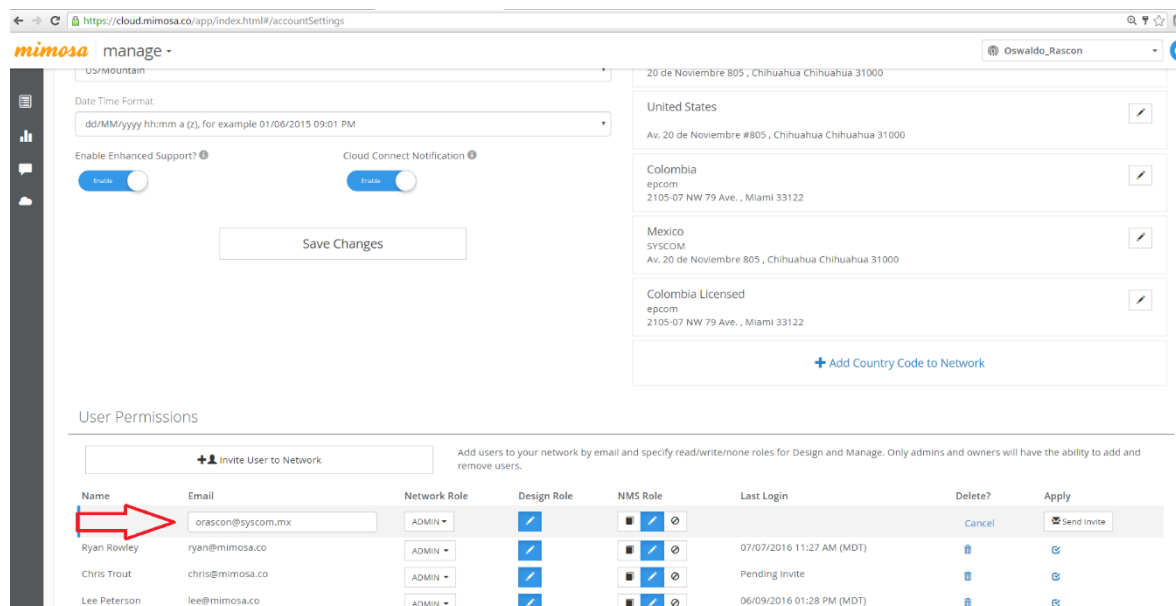 https://cloud.mimosa.co/app/index.html#/accountSettings
mimosa manage
Oswaldo_Rascon
US/Mountain
Date Time Format
dd/MM/yyyy hh:mm a (z), for example 01/06/2015 09:01 PM
Enable Enhanced Support?
Cloud Connect Notification
Enable
Enable
Save Changes
20 de Noviembre 805 , Chihuahua Chihuahua 31000
United States
Av. 20 de Noviembre #805 , Chihuahua Chihuahua 31000
Colombia
epcom
2105-07 NW 79 Ave. , Miami 33122
Mexico
SYSCOM
Av. 20 de Noviembre 805 , Chihuahua Chihuahua 31000
Colombia Licensed
epcom
2105-07 NW 79 Ave. , Miami 33122
Add Country Code to Network
User Permissions
Invite User to Network
Add users to your network by email and specify read/write/none roles for Design and Manage. Only admins and owners will have the ability to add and
remove users.
Name Email Network Role Design Role NMS Role Last Login Delete? Apply
orascon@syscom.mx ADMIN Cancel Send Invite
Ryan Rowley ryan@mimosa.co ADMIN 07/07/2016 11:27 AM (MDT)
Chris Trout chris@mimosa.co ADMIN Pending Invite
Lee Peterson lee@mimosa.co ADMIN 06/09/2016 01:28 PM (MDT)